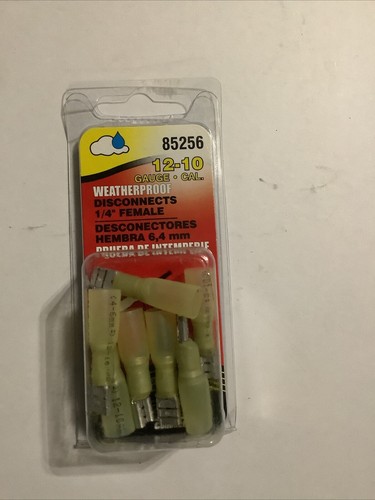 85256
12-10
GAUGE • CAL.
WEATHERPROOF
DISCONNECTS
1/4" FEMALE
DESCONECTORES
HEMBRA 6,4 mm
PRUEBA DE INTEMPERIE